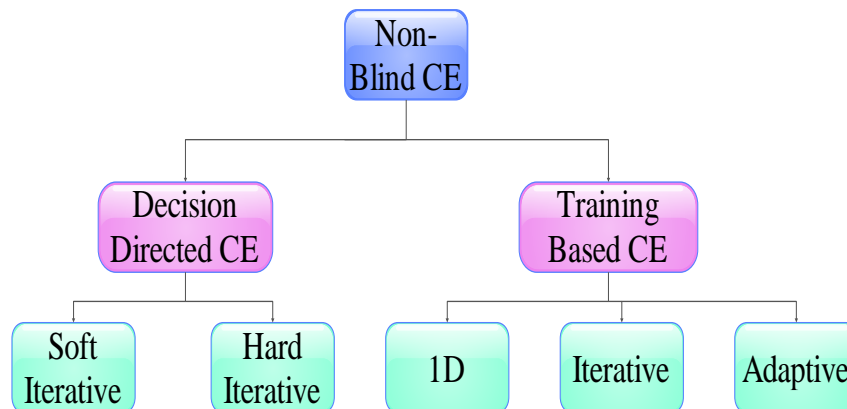 Non-
Blind CE
Decision
Directed CE
Training
Based CE
Soft
Iterative
Hard
Iterative
1D
Iterative
Adaptive